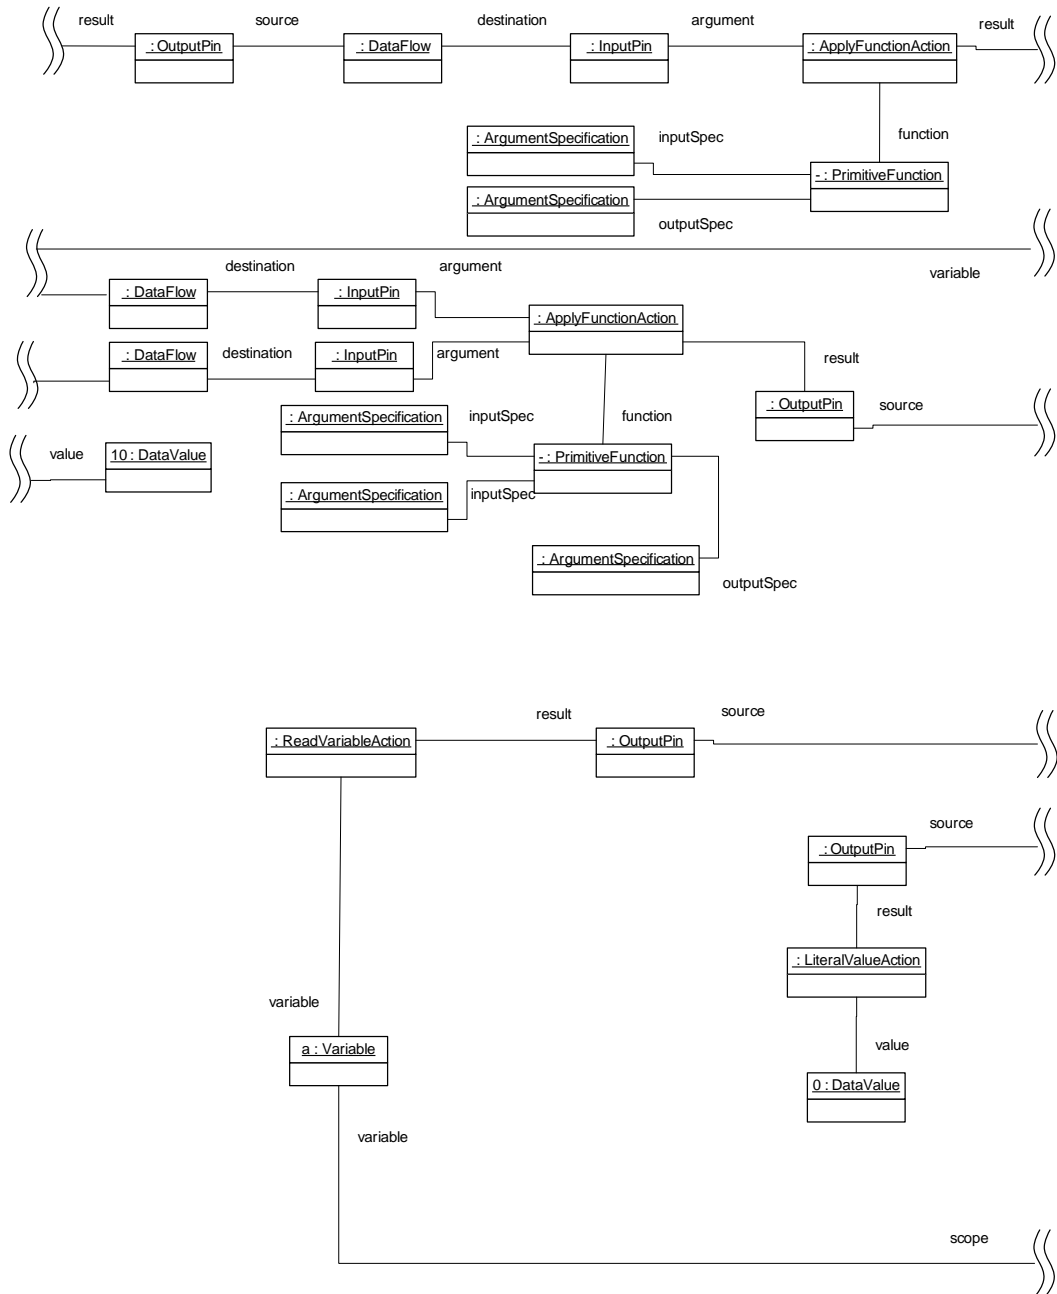 result
source
destination
argument
result
: OutputPin
: DataFlow
: InputPin
: ApplyFunctionAction
: ArgumentSpecification
inputSpec
function
- : PrimitiveFunction
: ArgumentSpecification
outputSpec
variable
destination
argument
: DataFlow
: InputPin
: ApplyFunctionAction
: DataFlow
destination
: InputPin
argument
result
: OutputPin
source
: ArgumentSpecification
inputSpec
function
value
10 : DataValue
- : PrimitiveFunction
: ArgumentSpecification
inputSpec
: ArgumentSpecification
outputSpec
result
source
: ReadVariableAction
: OutputPin
source
: OutputPin
result
: LiteralValueAction
variable
a : Variable
value
0 : DataValue
variable
scope